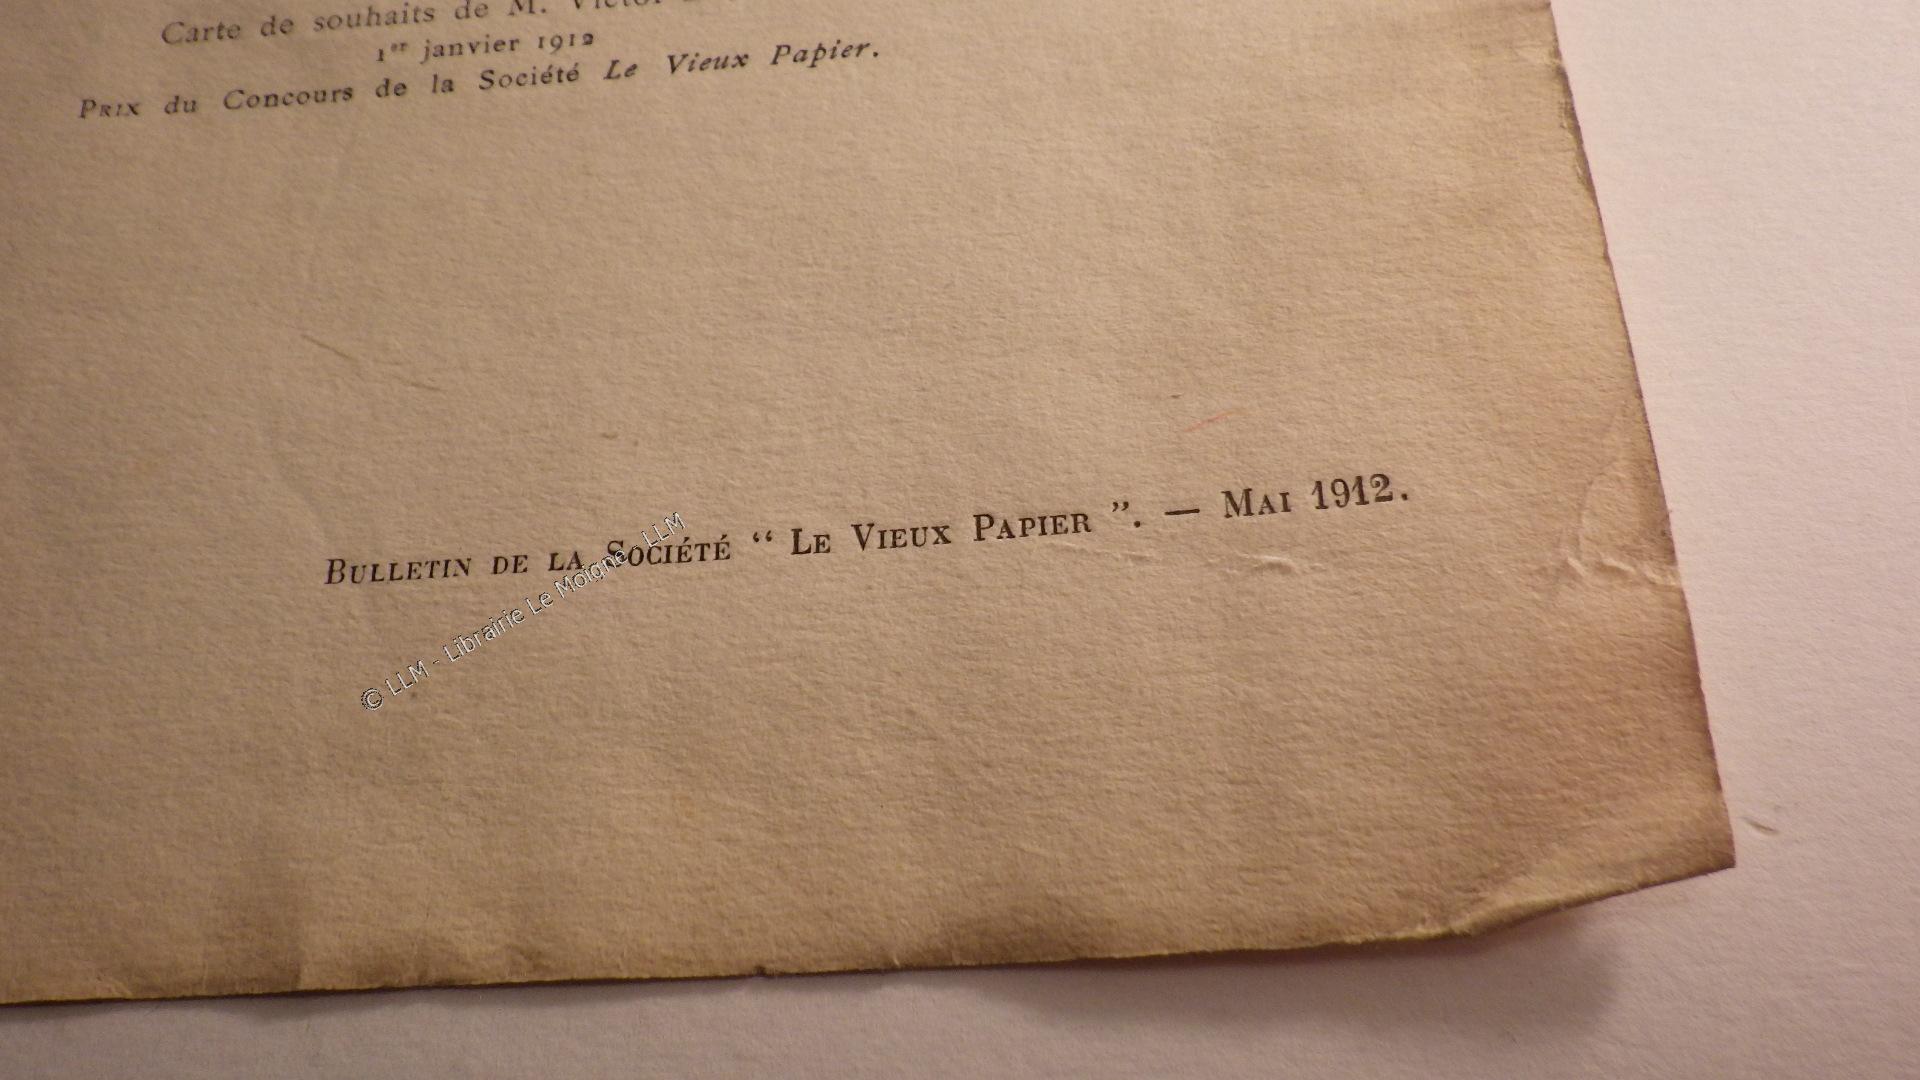 Carte de souhaits de M. Victor
1er janvier 1912
PRIX du Concours de la Société Le Vieux Papier.
BULLETIN DE LA SOCIÉTÉ “ LE VIEUX PAPIER ”. — MAI 1912.
© LLM - Librairie Le Moigne - LLM